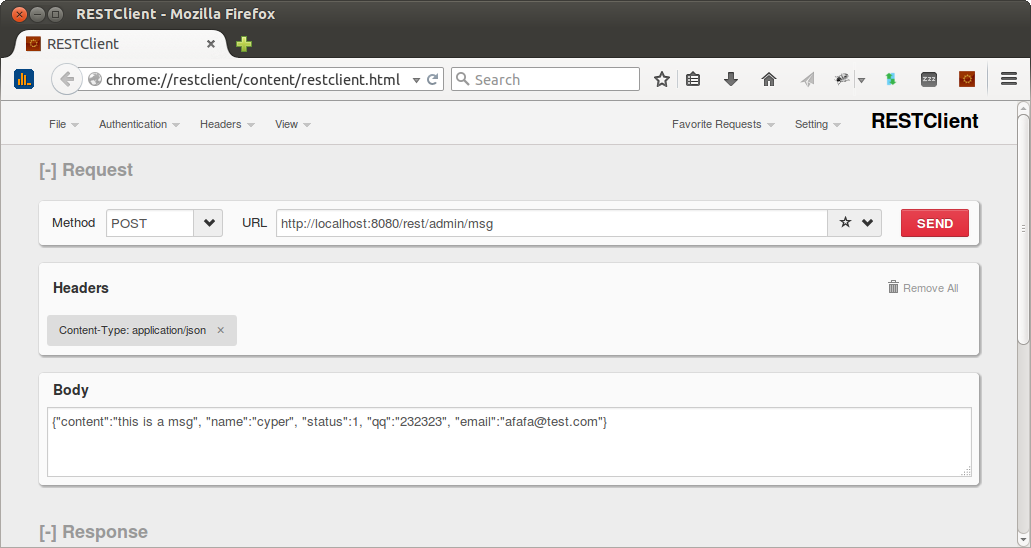 RESTClient - Mozilla Firefox
RESTClient
chrome://restclient/content/restclient.html Search zzz
File Authentication Headers View Favorite Requests Setting RESTClient
[-] Request
Method POST URL http://localhost:8080/rest/admin/msg SEND
Headers Remove All
Content-Type: application/json ×
Body
{"content":"this is a msg", "name":"cyper", "status":1, "qq":"232323", "email":"afafa@test.com"}
[-] Response